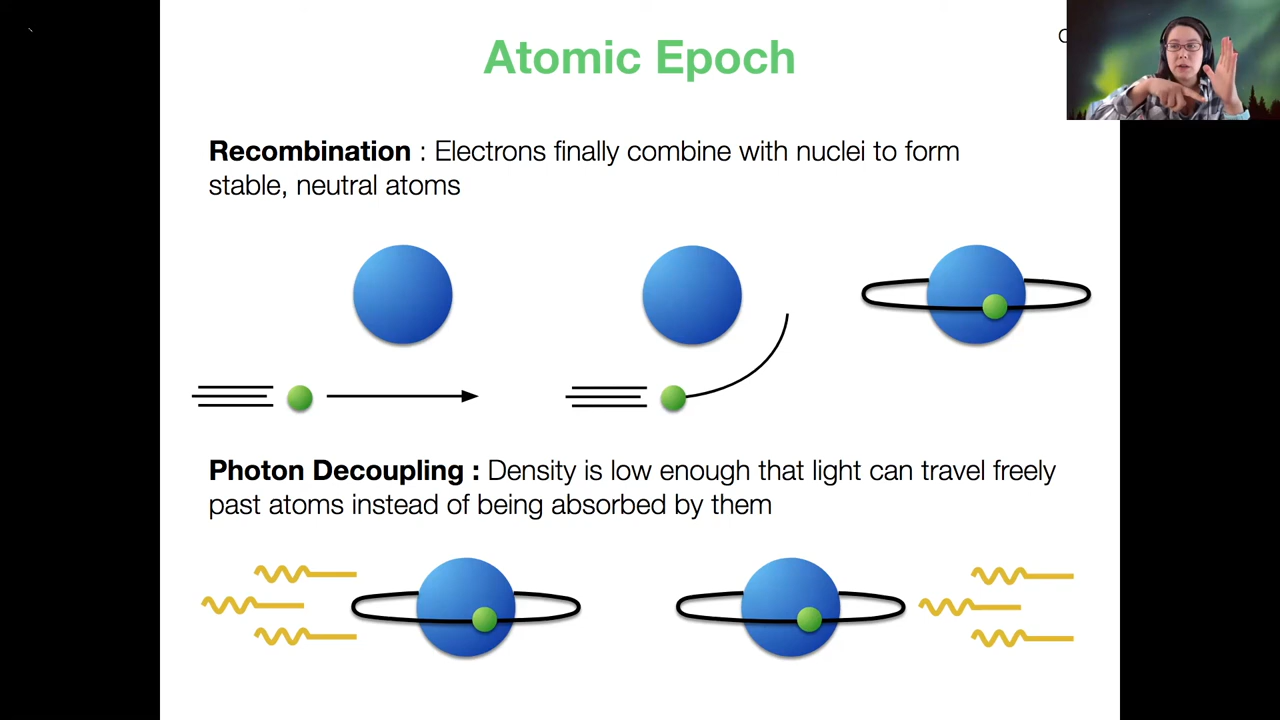 Atomic Epoch
Recombination : Electrons finally combine with nuclei to form
stable, neutral atoms
Photon Decoupling : Density is low enough that light can travel freely
past atoms instead of being absorbed by them